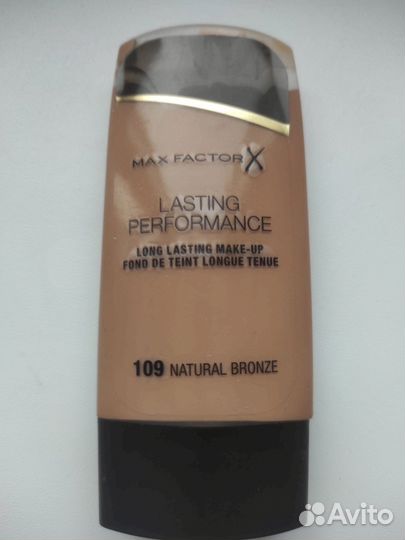 MAX FACTOR X
LASTING
PERFORMANCE
LONG LASTING MAKE-UP
FOND DE TEINT LONGUE TENUE
109 NATURAL BRONZE
Avito